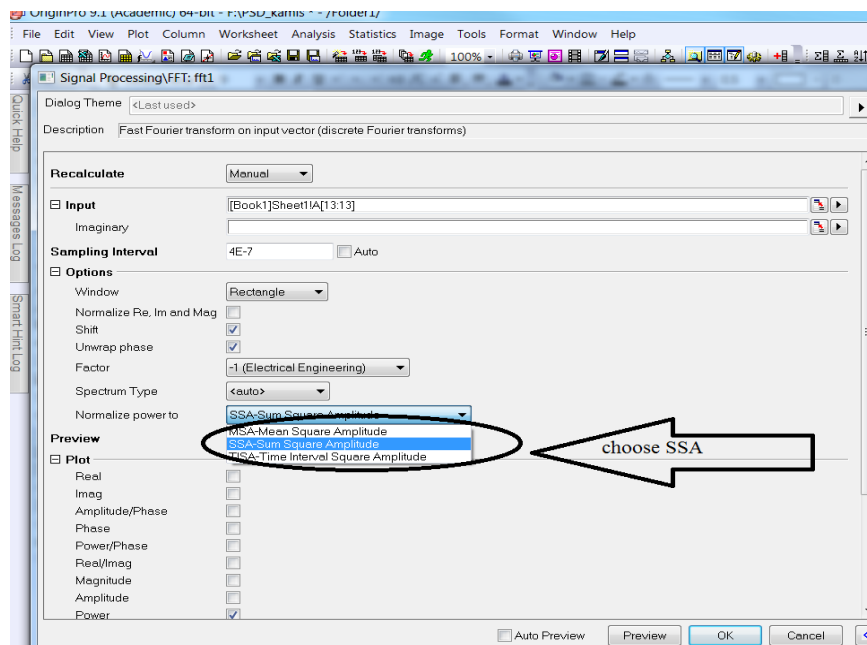 OriginPro 9.1 (Academic) 64-bit - F:\PSD_kamis * - /Folder1/
File Edit View Plot Column Worksheet Analysis Statistics Image Tools Format Window Help
100%
Signal Processing\FFT: fft1
Quick Help
Messages Log
Smart Hint Log
Dialog Theme <Last used>
Description Fast Fourier transform on input vector (discrete Fourier transforms)
Recalculate Manual
Input [Book1]Sheet1!A[13:13]
Imaginary
Sampling Interval 4E-7 Auto
Options
Window Rectangle
Normalize Re, Im and Mag
Shift
Unwrap phase
Factor -1 (Electrical Engineering)
Spectrum Type <auto>
Normalize power to SSA-Sum Square Amplitude
MSA-Mean Square Amplitude
Preview SSA-Sum Square Amplitude
choose SSA
Plot TISA-Time Interval Square Amplitude
Real
Imag
Amplitude/Phase
Phase
Power/Phase
Real/Imag
Magnitude
Amplitude
Power
Auto Preview Preview OK Cancel